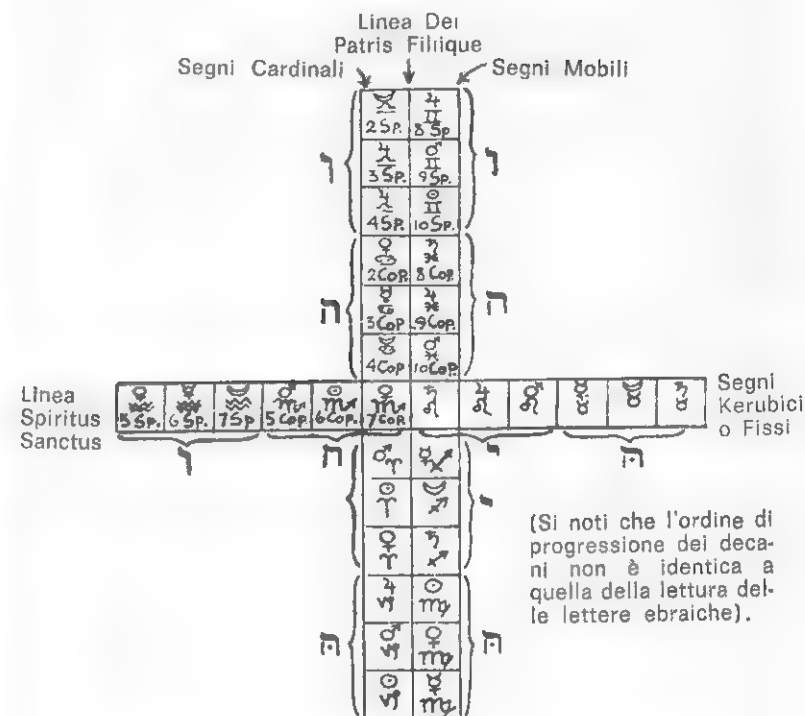 Linea Dei
Patris Filiique
Segni Cardinali
Segni Mobili
2 Sp. 8 Sp
3 Sp. 9 Sp.
ו ו
4 Sp. 10 Sp.
2 Cop. 8 Cop
ה ה
3 Cop 9 Cop.
4 Cop 10 Cop.
Linea
Spiritus
Sanctus
5 Sp. 6 Sp. 7 Sp 5 Cop 6 Cop. 7 Cop
Segni
Kerubici
o Fissi
ו ה י הּ
♂♈ ☿♐
י י
☉♈ ☽♐
♀♈ ♄♐
♃♑ ☉♍
הּ הּ
♂♑ ♀♍
☉♑ ☿♍
(Si noti che l'ordine di
progressione dei deca-
ni non è identica a
quella della lettura del-
le lettere ebraiche).